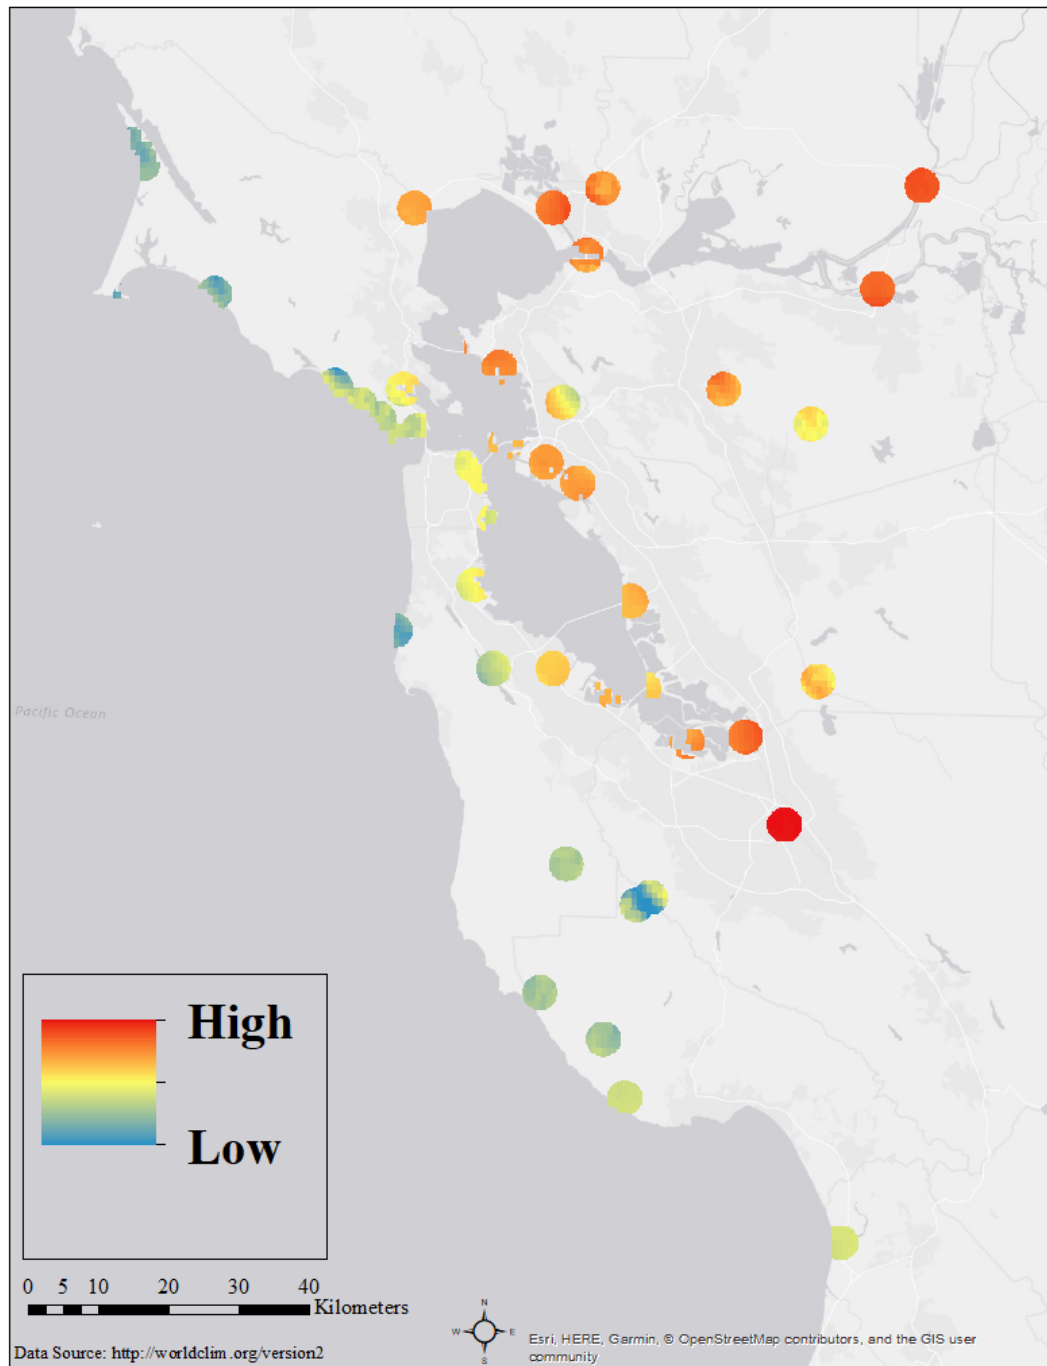 Pacific Ocean
High
Low
0 5 10 20 30 40
Kilometers
N
W E
S
Data Source: http://worldclim.org/version2
Esri, HERE, Garmin, © OpenStreetMap contributors, and the GIS user
community